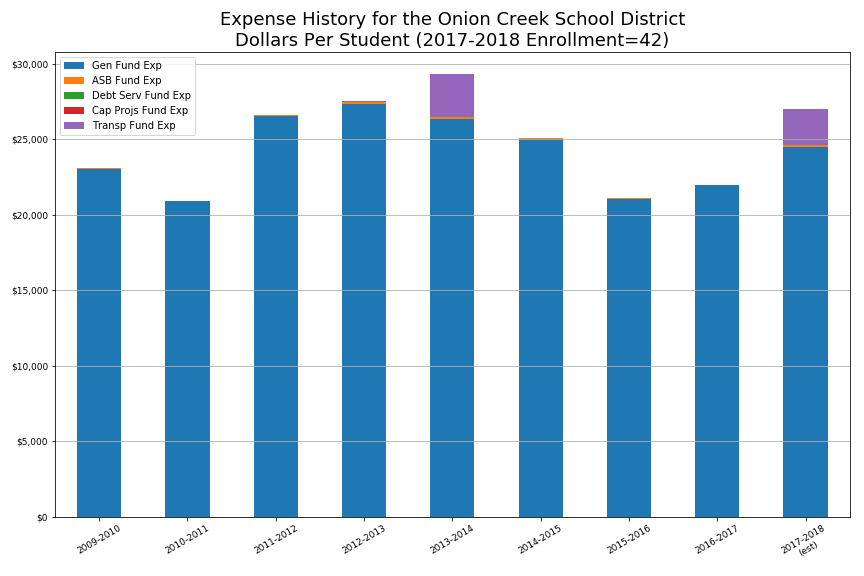 Expense History for the Onion Creek School District
Dollars Per Student (2017-2018 Enrollment=42)
Gen Fund Exp
ASB Fund Exp
Debt Serv Fund Exp
Cap Projs Fund Exp
Transp Fund Exp
$30,000
$25,000
$20,000
$15,000
$10,000
$5,000
$0
2009-2010
2010-2011
2011-2012
2012-2013
2013-2014
2014-2015
2015-2016
2016-2017
2017-2018
(est)